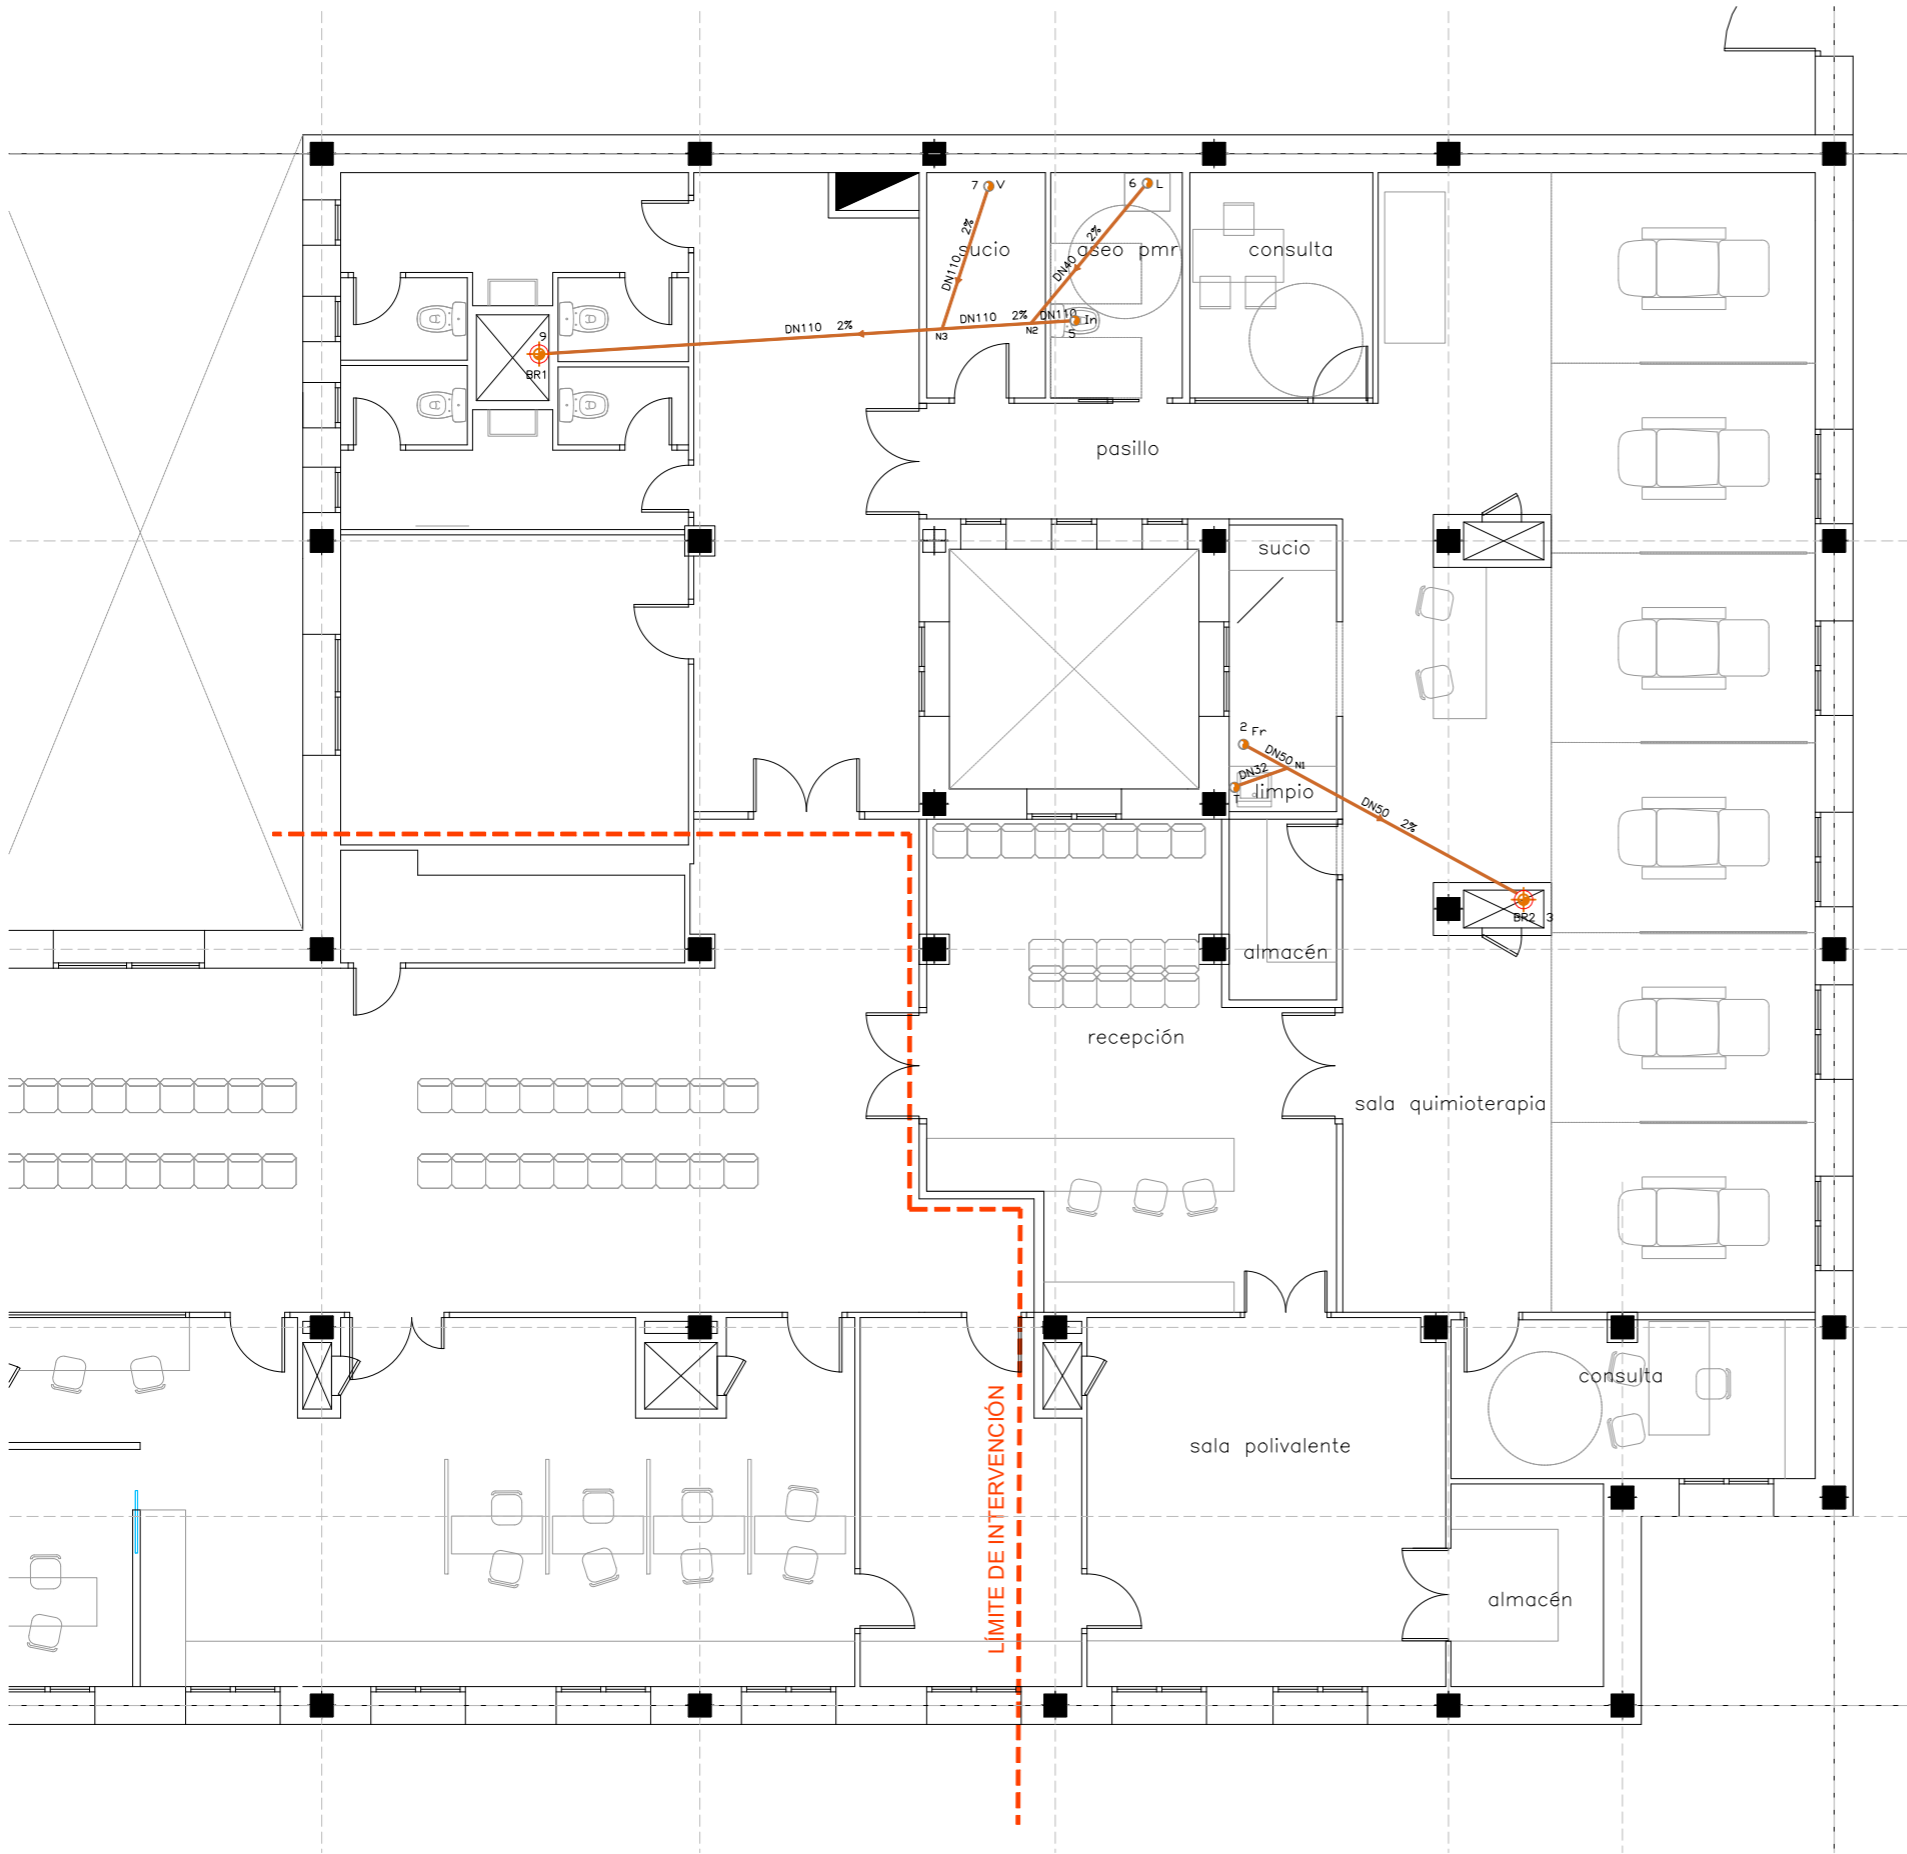 7 V
6 L
2%
2%
sucio
aseo pmr
consulta
DN110
DN40
DN110 2%
DN110 2%
DN110
In
N3
N2
5
9
BR1
pasillo
sucio
2 Fr
DN50
N1
DN32
T
limpio
DN50 2%
BR2 3
almacén
recepción
sala quimioterapia
consulta
LÍMITE DE INTERVENCIÓN
sala polivalente
almacén